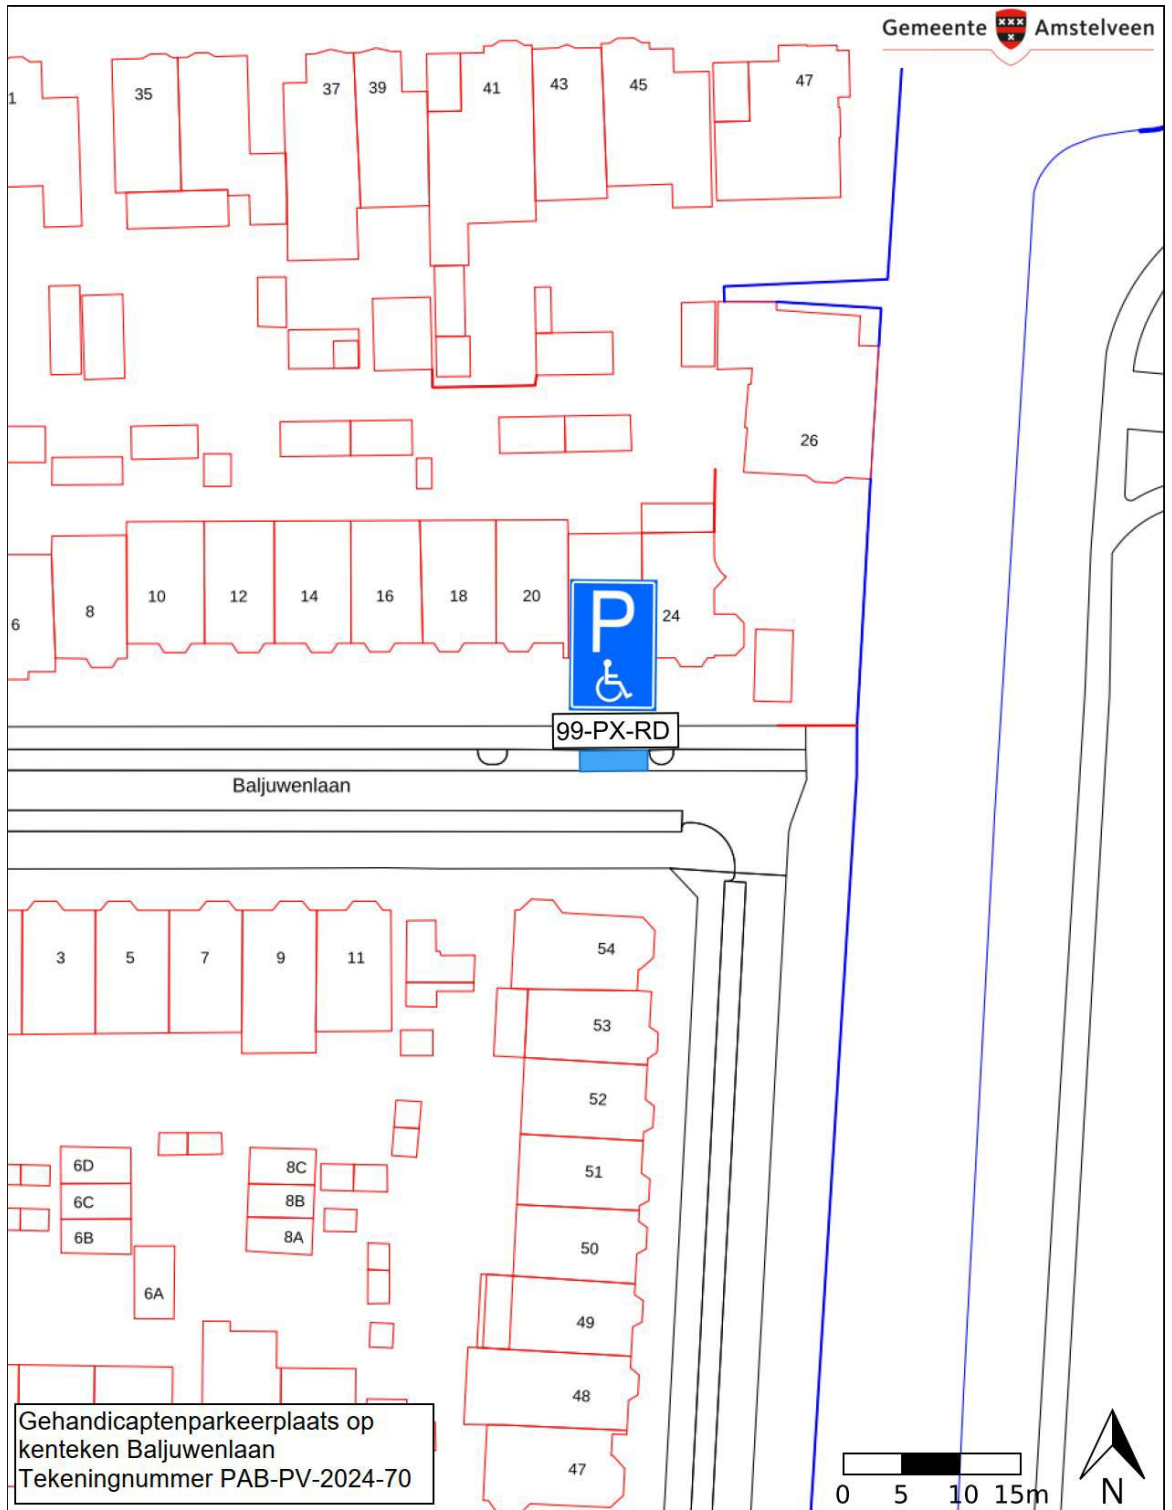 Gemeente Amstelveen
1
35
37
39
41
43
45
47
26
6
8
10
12
14
16
18
20
24
P
99-PX-RD
Baljuwenlaan
3
5
7
9
11
54
53
52
51
50
49
48
47
6D
6C
6B
6A
8C
8B
8A
Gehandicaptenparkeerplaats op
kenteken Baljuwenlaan
Tekeningnummer PAB-PV-2024-70
0 5 10 15m
N